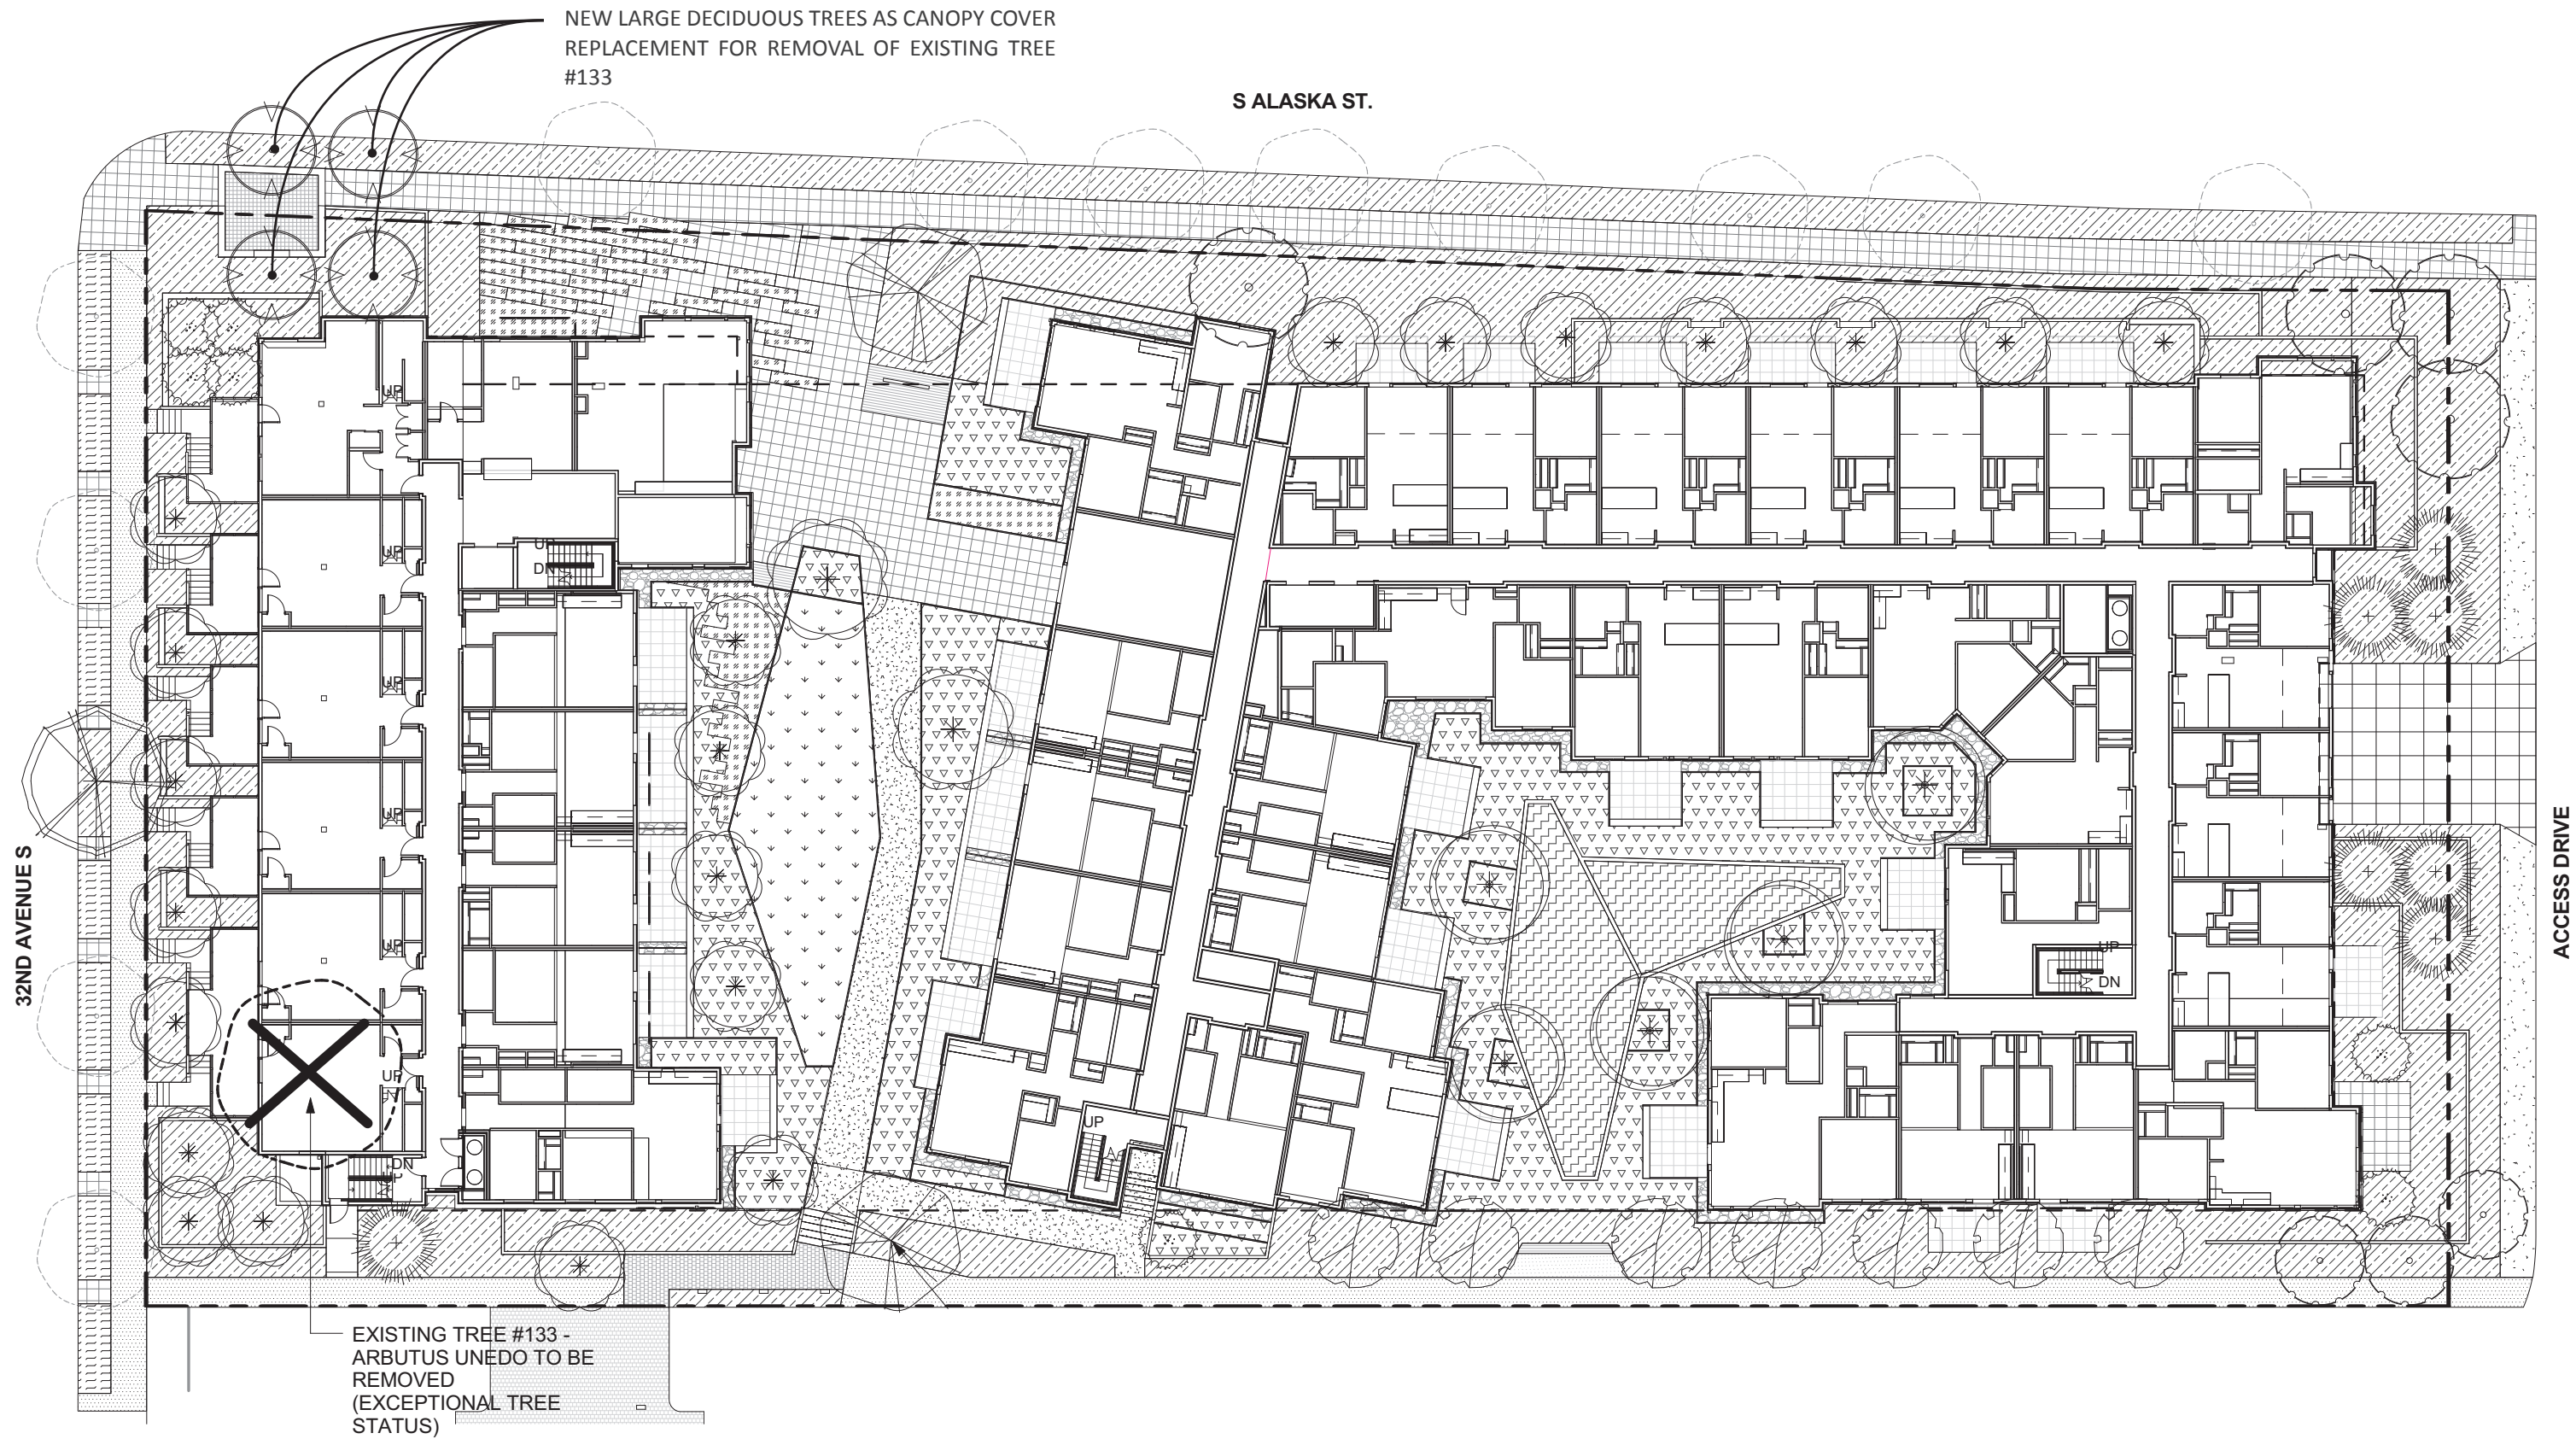 NEW LARGE DECIDUOUS TREES AS CANOPY COVER
REPLACEMENT FOR REMOVAL OF EXISTING TREE
#133
S ALASKA ST.
UP
UP
UP
DN
UP
UP
32ND AVENUE S
ACCESS DRIVE
UP
UP
DN
UP
UP
DN
UP
EXISTING TREE #133 -
ARBUTUS UNEDO TO BE
REMOVED
(EXCEPTIONAL TREE
STATUS)